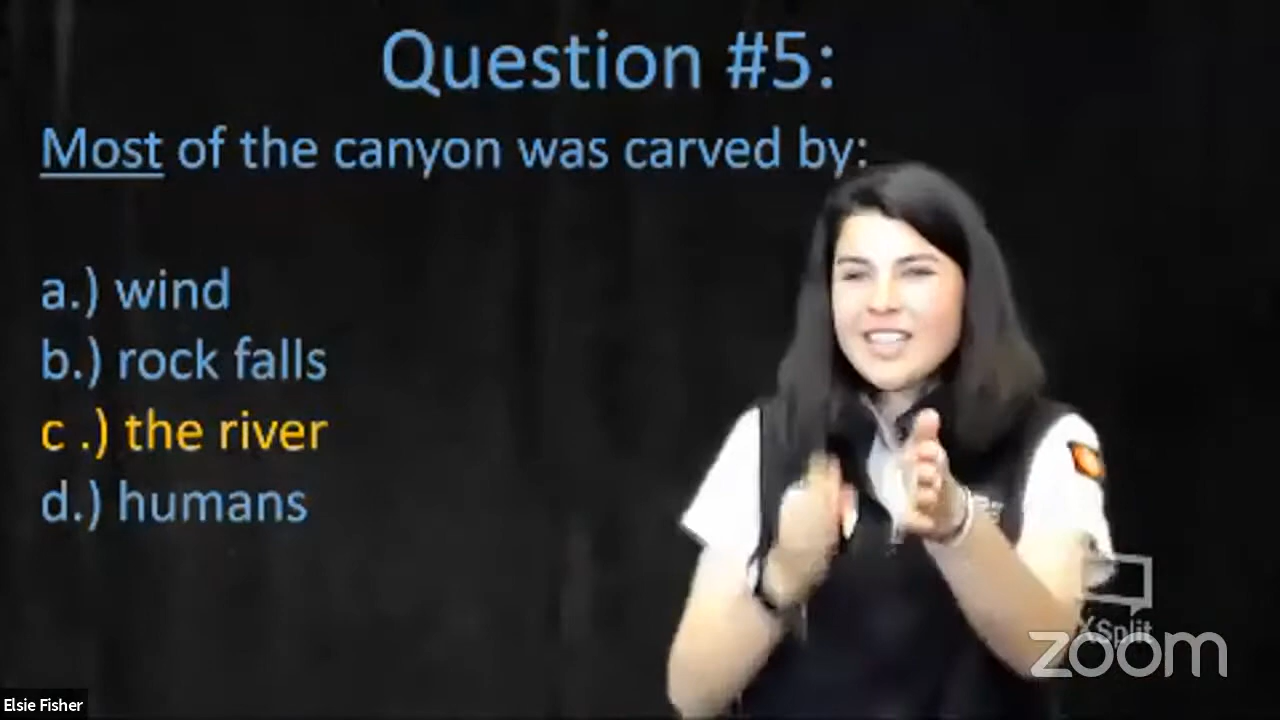 Question #5:
Most of the canyon was carved by:
a.) wind
b.) rock falls
c .) the river
d.) humans
XSplit
zoom
Elsie Fisher